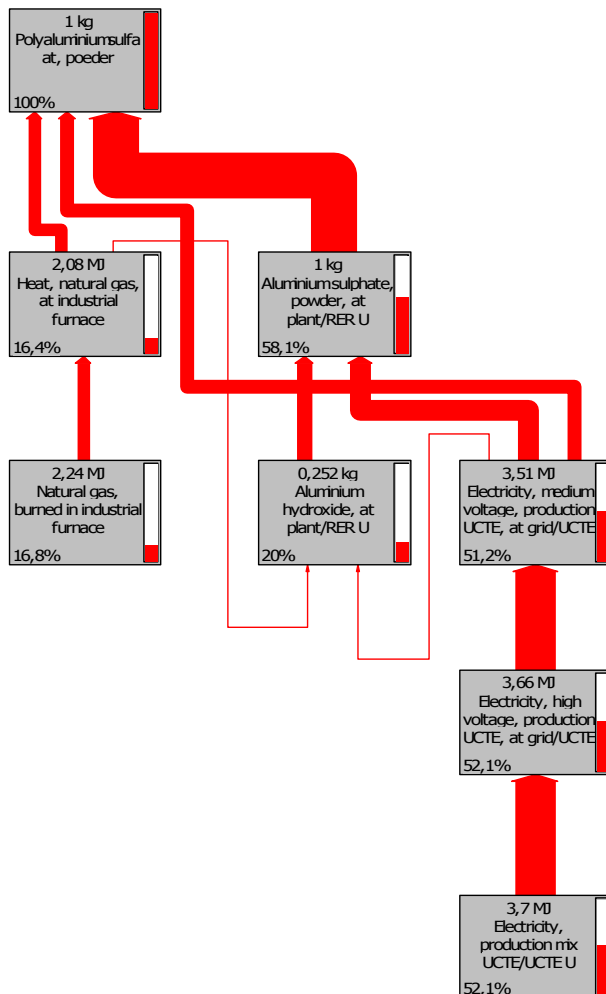 1 kg
Polyaluminiumsulfa
at, poeder
100%
2,08 MJ
Heat, natural gas,
at industrial
furnace
16,4%
1 kg
Aluminium sulphate,
powder, at
plant/RER U
58,1%
2,24 MJ
Natural gas,
burned in industrial
furnace
16,8%
0,252 kg
Aluminium
hydroxide, at
plant/RER U
20%
3,51 MJ
Electricity, medium
voltage, production
UCTE, at grid/UCTE
51,2%
3,66 MJ
Electricity, high
voltage, production
UCTE, at grid/UCTE
52,1%
3,7 MJ
Electricity,
production mix
UCTE/UCTE U
52,1%